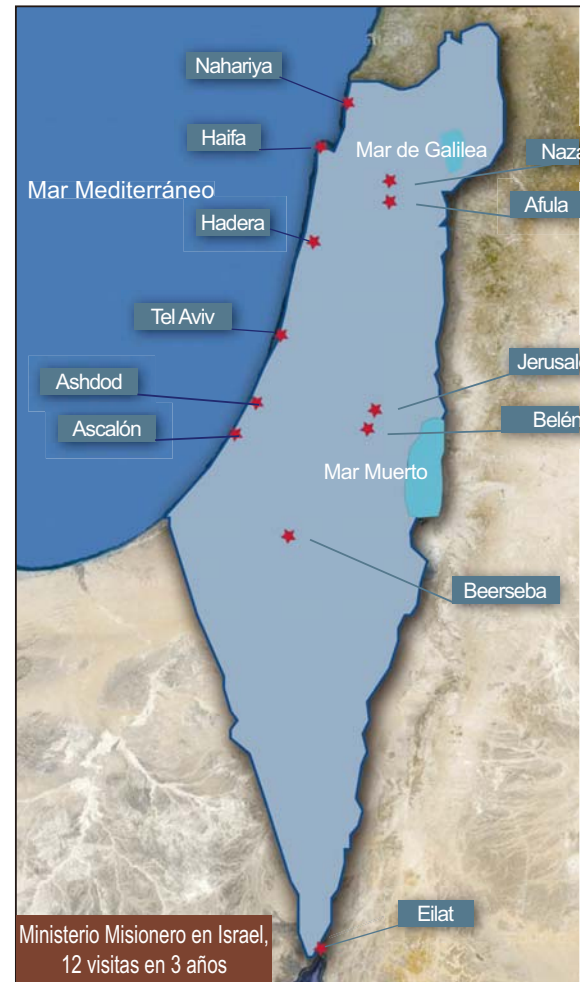 Nahariya
Haifa
Mar de Galilea
Mar Mediterráneo
Afula
Hadera
Tel Aviv
Ashdod
Ascalón
Belén
Mar Muerto
Beerseba
Eilat
Ministerio Misionero en Israel,
12 visitas en 3 años